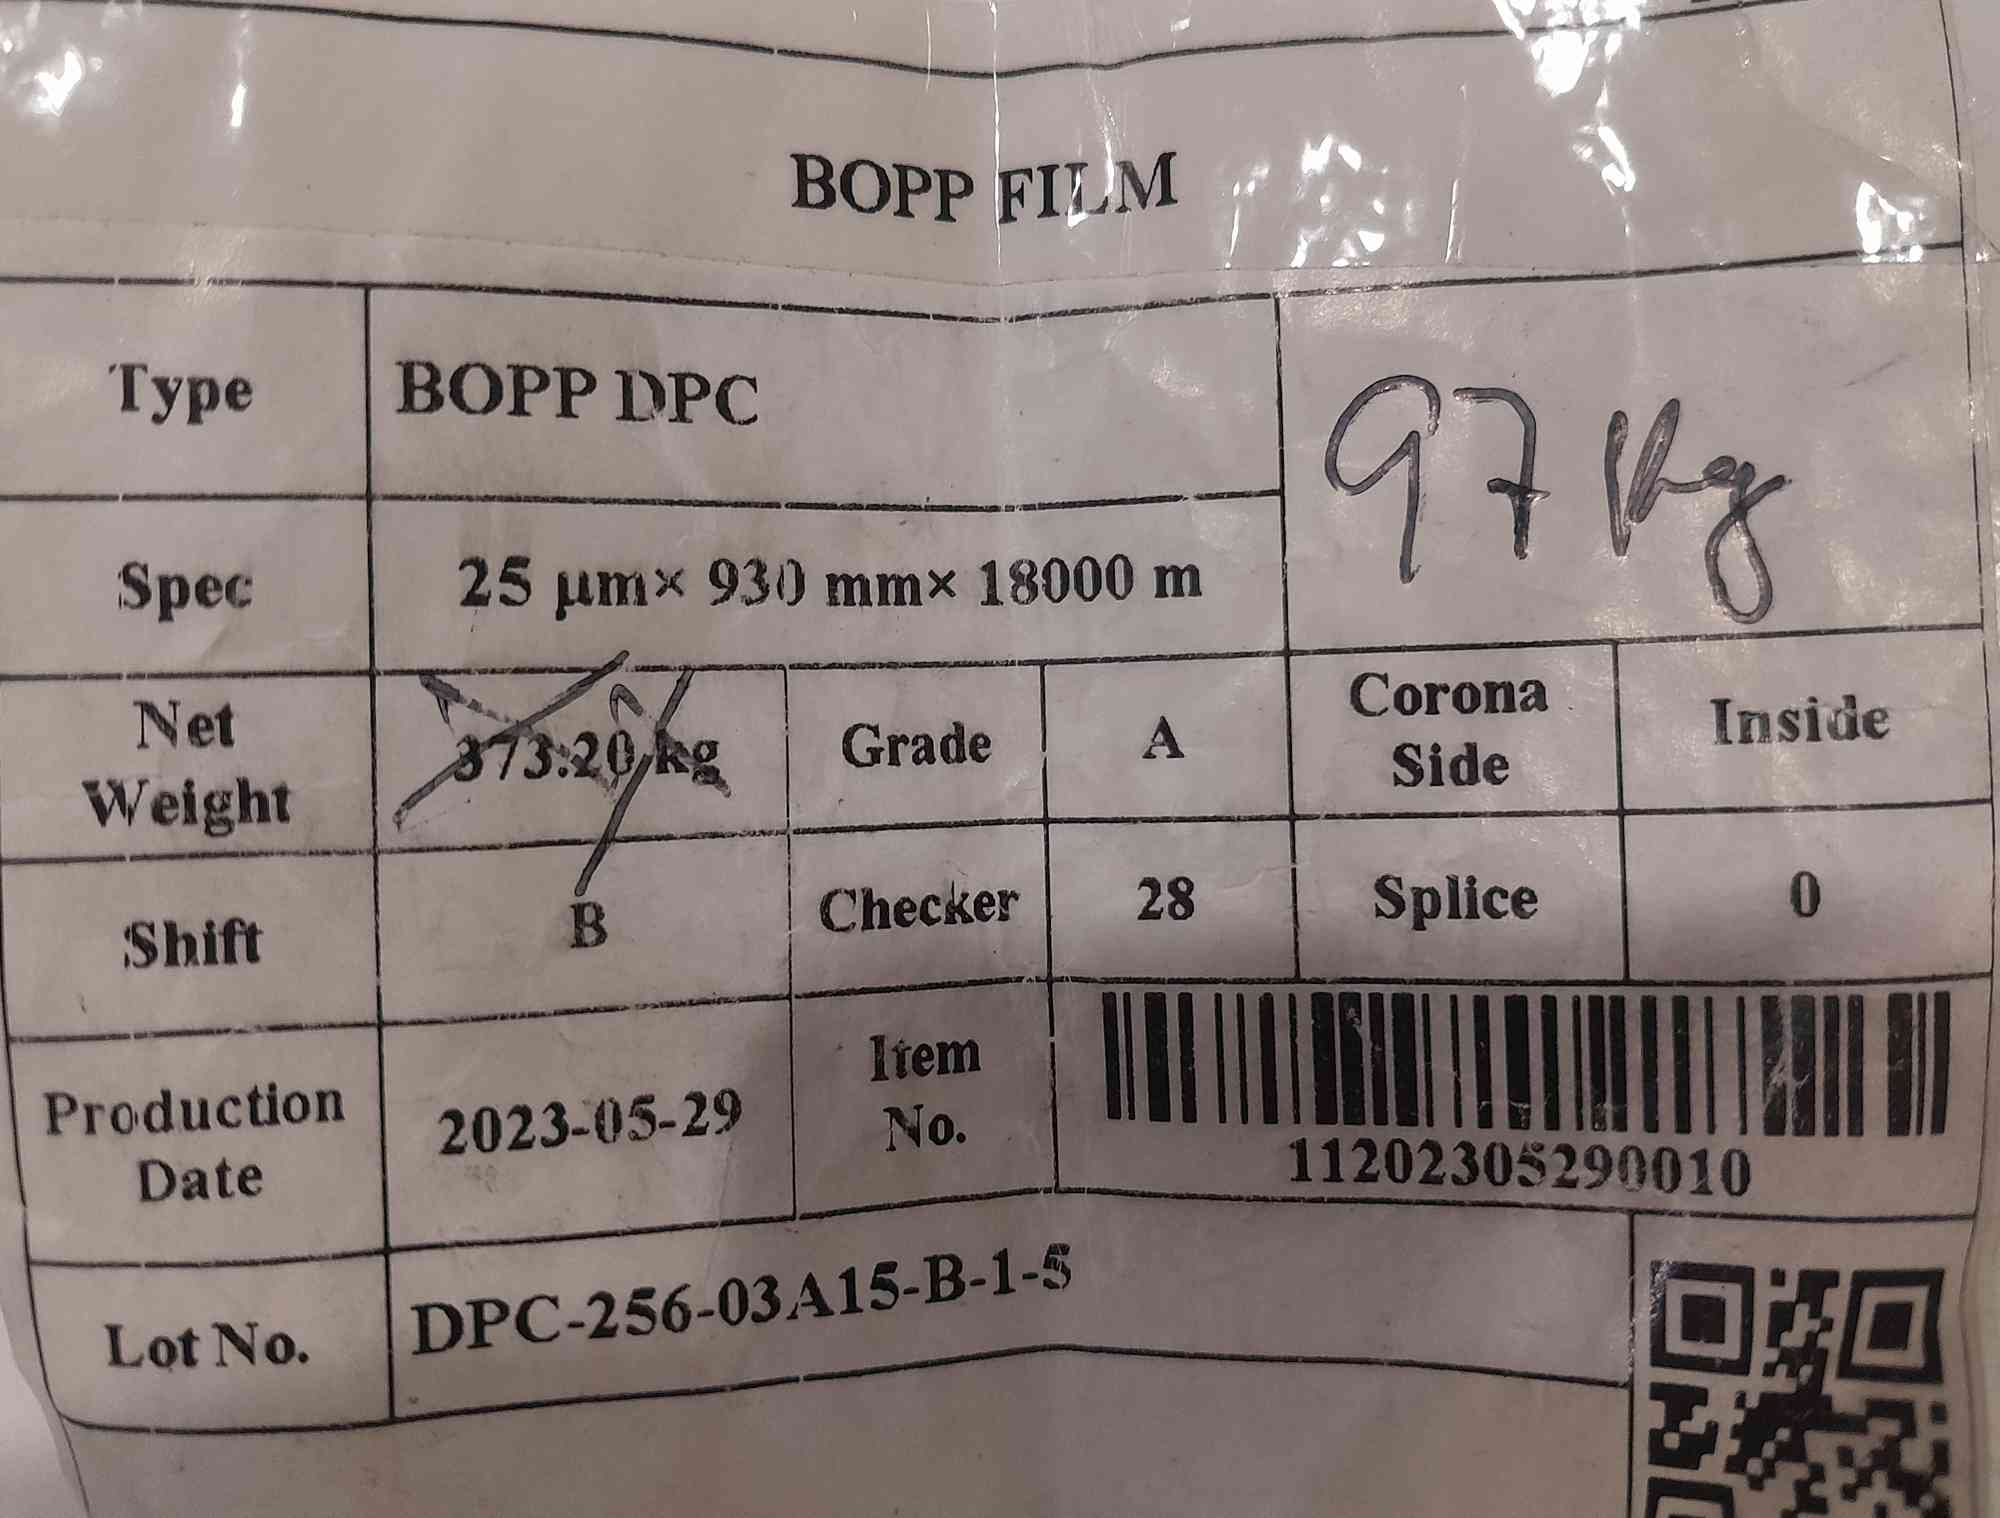 BOPP FILM
Type
BOPP DPC
97 kg
Spec
25 μm× 930 mm× 18000 m
Net
Weight
373.20 kg
Grade
A
Corona
Side
Inside
Shift
B
Checker
28
Splice
0
Production
Date
2023-05-29
Item
No.
11202305290010
Lot No.
DPC-256-03A15-B-1-5